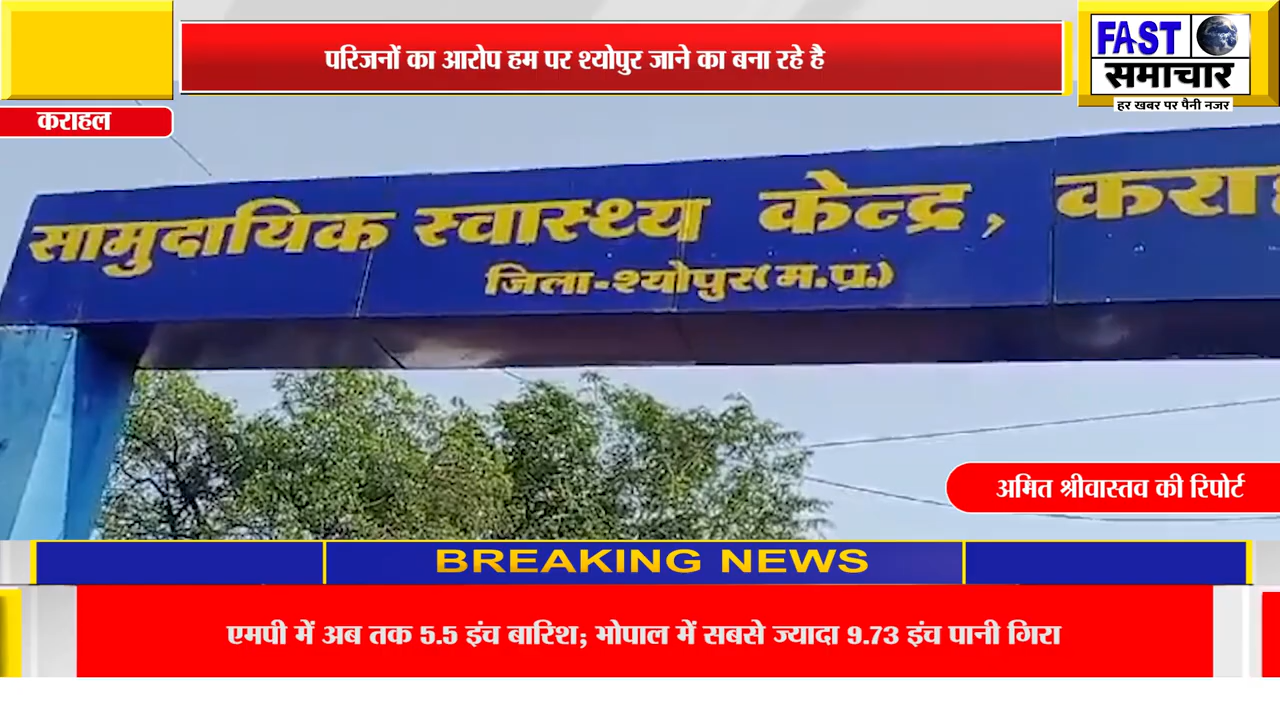 परिजनों का आरोप हम पर श्योपुर जाने का बना रहे है
FAST
समाचार
हर खबर पर पैनी नजर
कराहल
सामुदायिक स्वास्थ्य केन्द्र,
जिला-श्योपुर(म.प्र.)
अमित श्रीवास्तव की रिपोर्ट
BREAKING NEWS
एमपी में अब तक 5.5 इंच बारिश; भोपाल में सबसे ज्यादा 9.73 इंच पानी गिरा